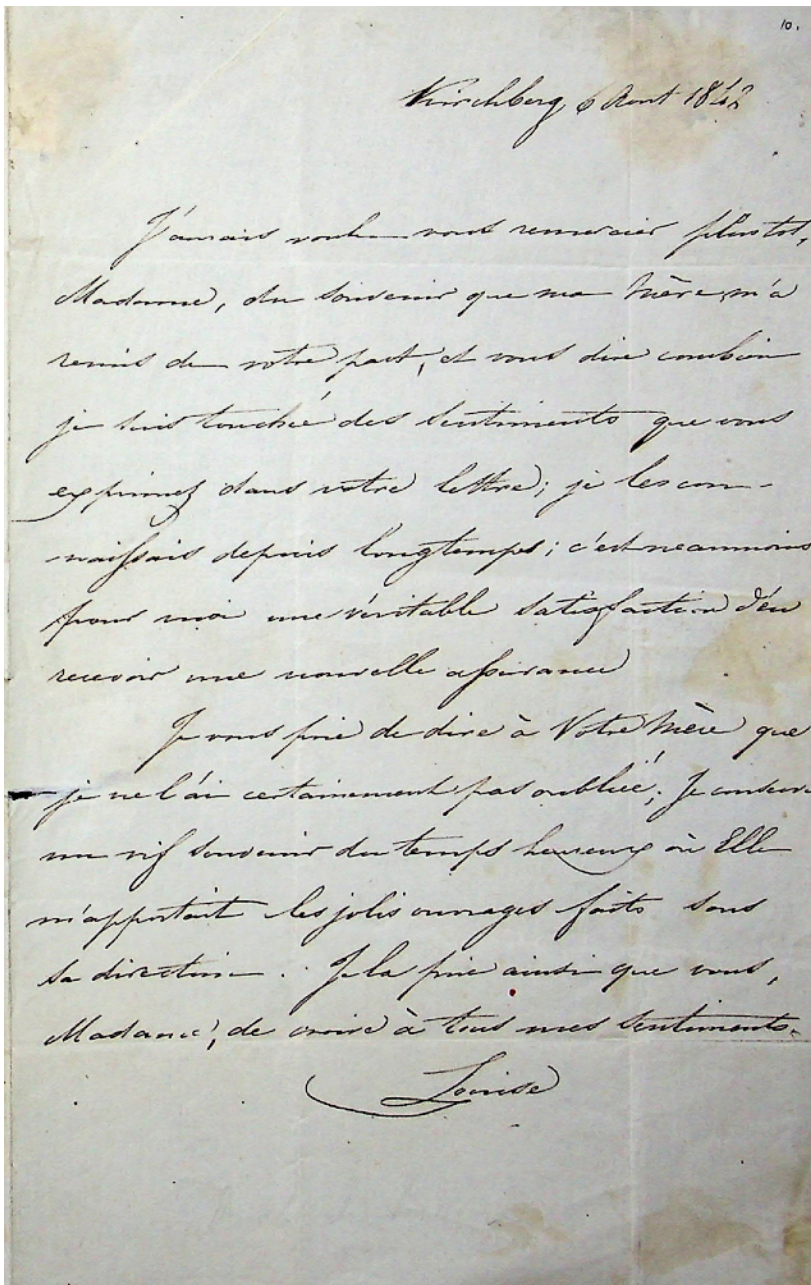 10.
Kirchberg 6 Aout 1842
J'aurais voulu vous remercier plustot,
Madame, du souvenir que ma Mère m'a
remis de votre part, et vous dire combien
je suis touchée des sentiments que vous
exprimez dans votre lettre; je les con-
naissais depuis longtemps; c'est neanmoins
pour moi une véritable satisfaction d'en
recevoir une nouvelle assurance
Je vous prie de dire à Votre Mère que
je ne l'ai certainement pas oubliée; Je conserve
un vif souvenir du temps heureux où Elle
m'apportait les jolis ouvrages faits sous
sa direction. Je la prie ainsi que vous,
Madame, de croire à tous mes sentiments.
Louise